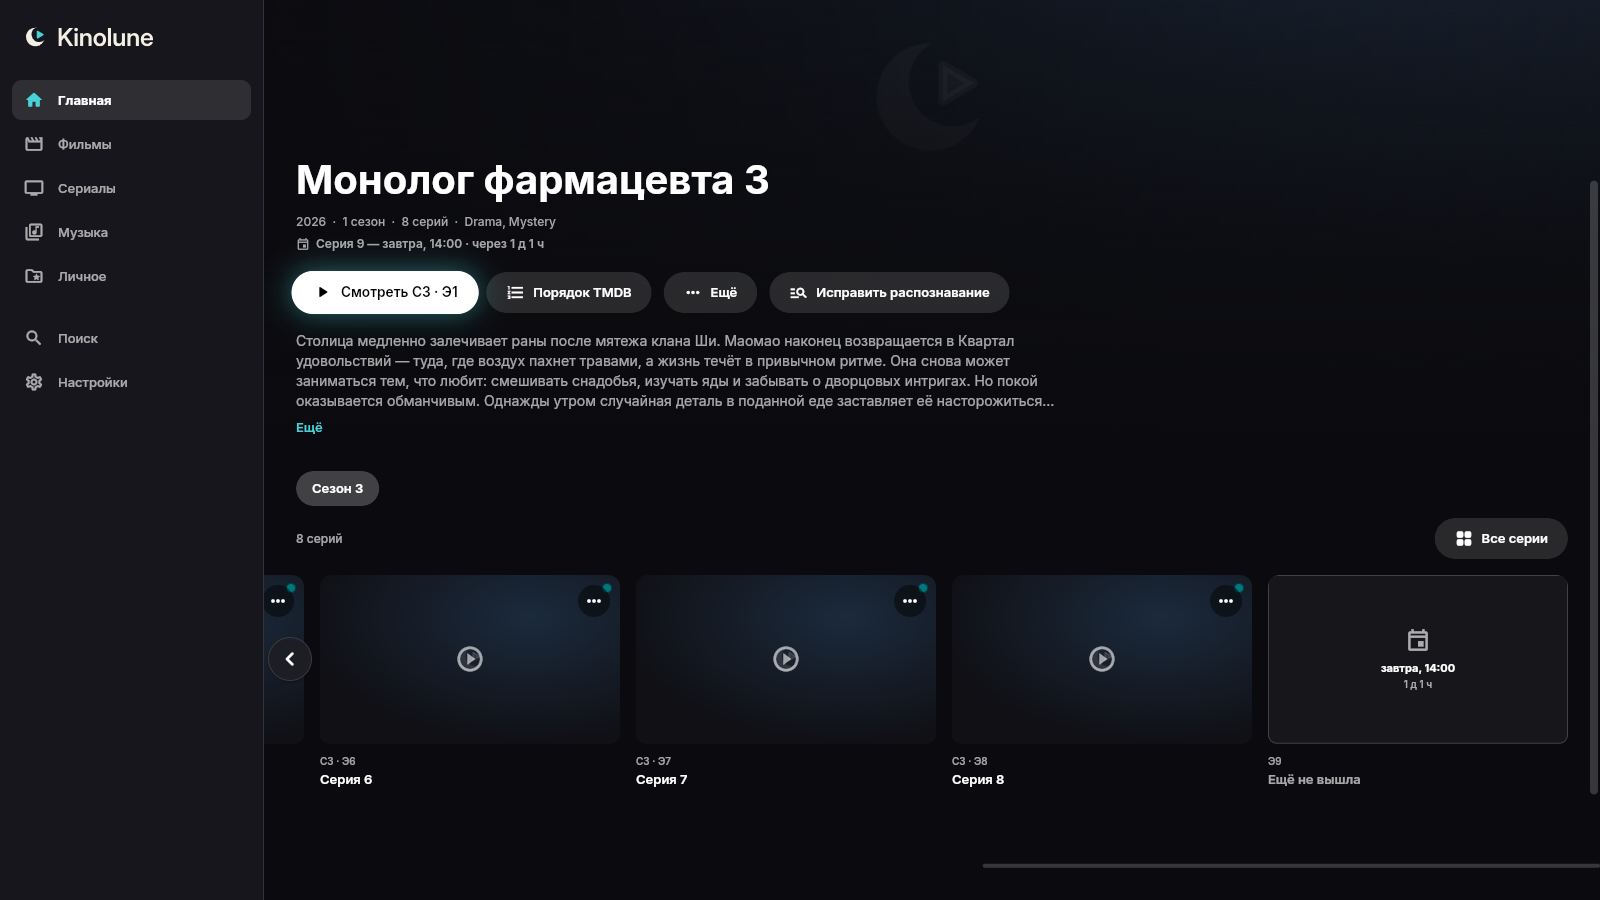 Kinolune
Главная
Фильмы
Сериалы
Музыка
Личное
Поиск
Настройки
Монолог фармацевта 3
2026 · 1 сезон · 8 серий · Drama, Mystery
Серия 9 — завтра, 14:00 · через 1 д 1 ч
Смотреть С3 · Э1
Порядок TMDB
Ещё
Исправить распознавание
Столица медленно залечивает раны после мятежа клана Ши. Маомао наконец возвращается в Квартал
удовольствий — туда, где воздух пахнет травами, а жизнь течёт в привычном ритме. Она снова может
заниматься тем, что любит: смешивать снадобья, изучать яды и забывать о дворцовых интригах. Но покой
оказывается обманчивым. Однажды утром случайная деталь в поданной еде заставляет её насторожиться...
Ещё
Сезон 3
8 серий
Все серии
завтра, 14:00
1 д 1 ч
С3 · Э6
Серия 6
С3 · Э7
Серия 7
С3 · Э8
Серия 8
Э9
Ещё не вышла